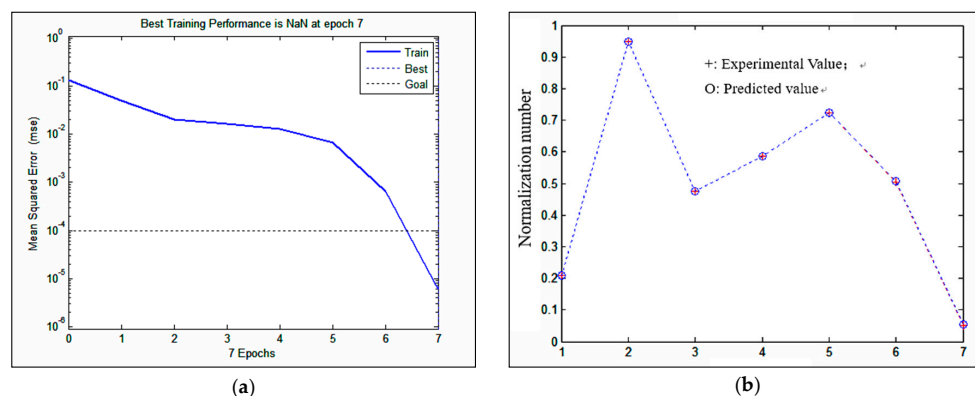 Best Training Performance is NaN at epoch 7
Mean Squared Error (mse)
10^0
10^-1
10^-2
10^-3
10^-4
10^-5
10^-6
Train
Best
Goal
0 1 2 3 4 5 6 7
7 Epochs
(a)
Normalization number
1
0.9
0.8
0.7
0.6
0.5
0.4
0.3
0.2
0.1
0
+: Experimental Value; ↵
O: Predicted value↵
1 2 3 4 5 6 7
(b)